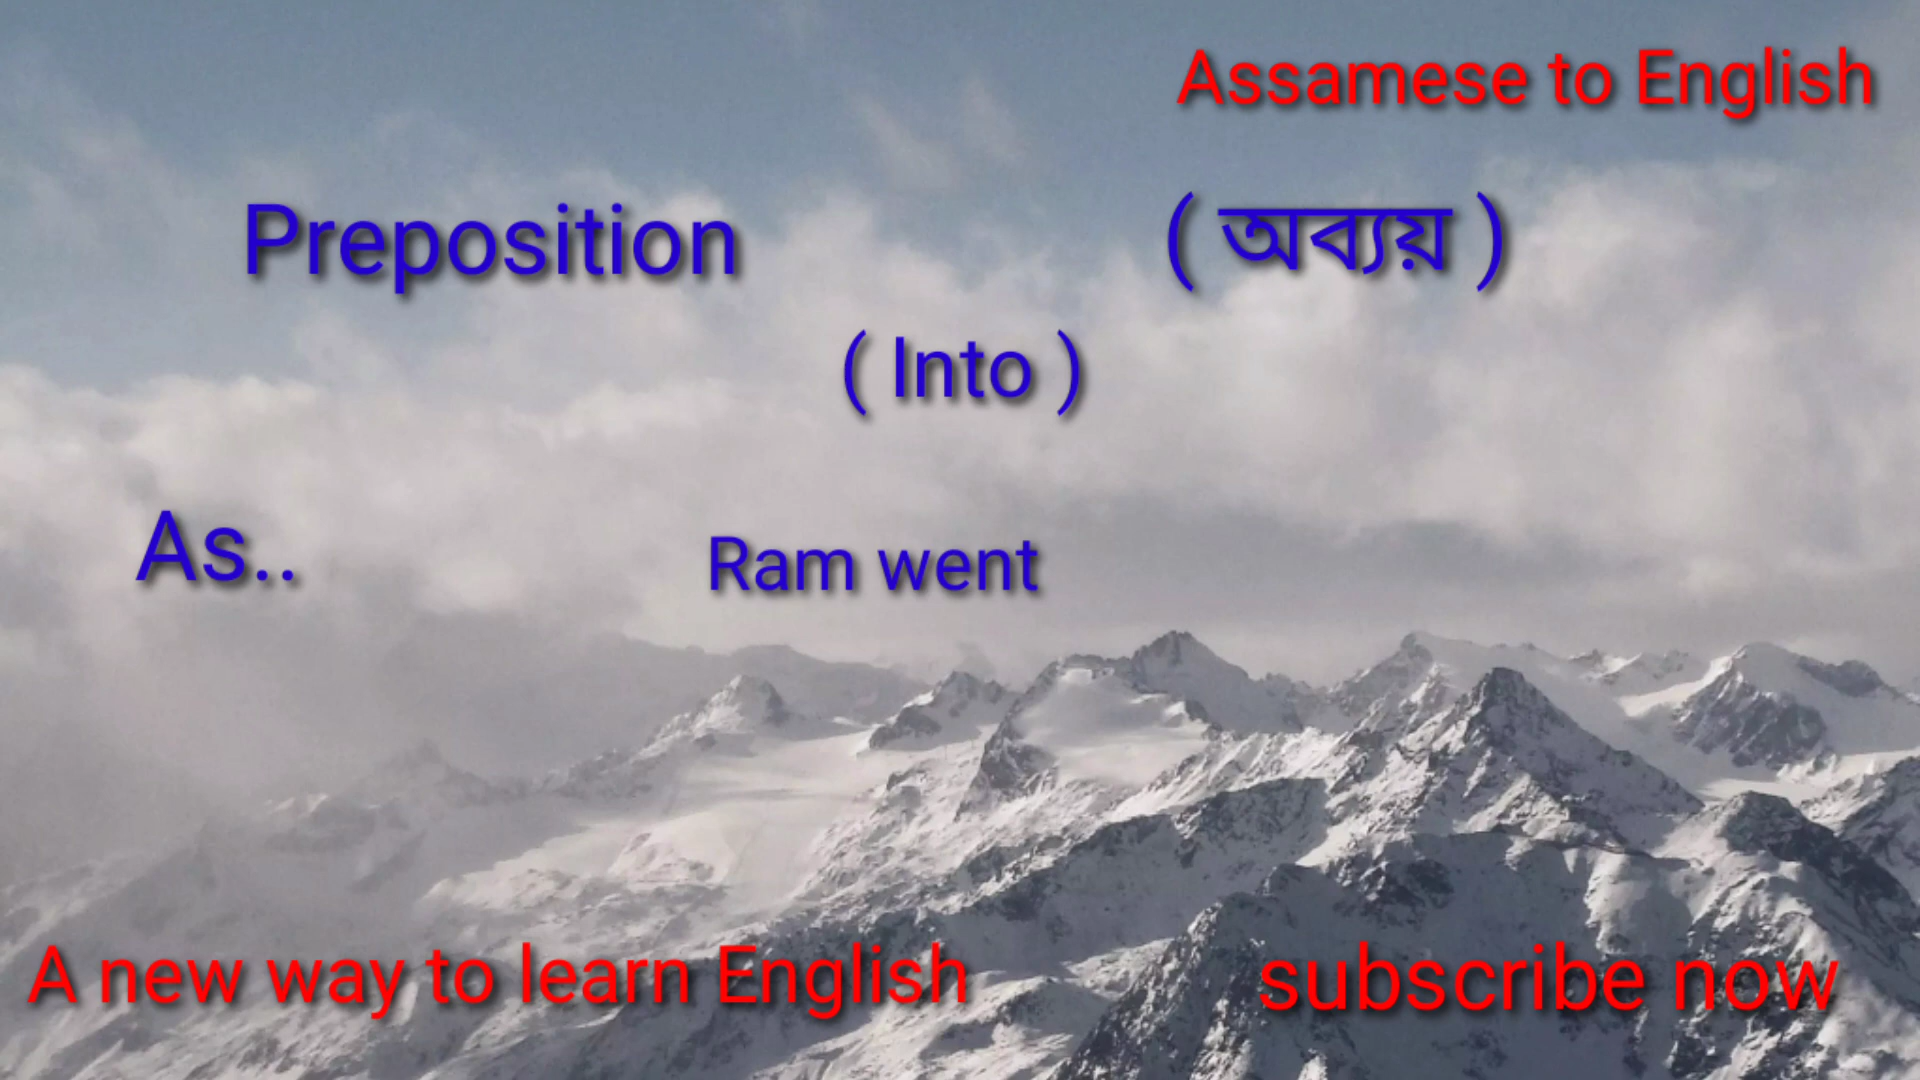 Assamese to English
Preposition ( অব্যয় )
( Into )
As.. Ram went
A new way to learn English subscribe now